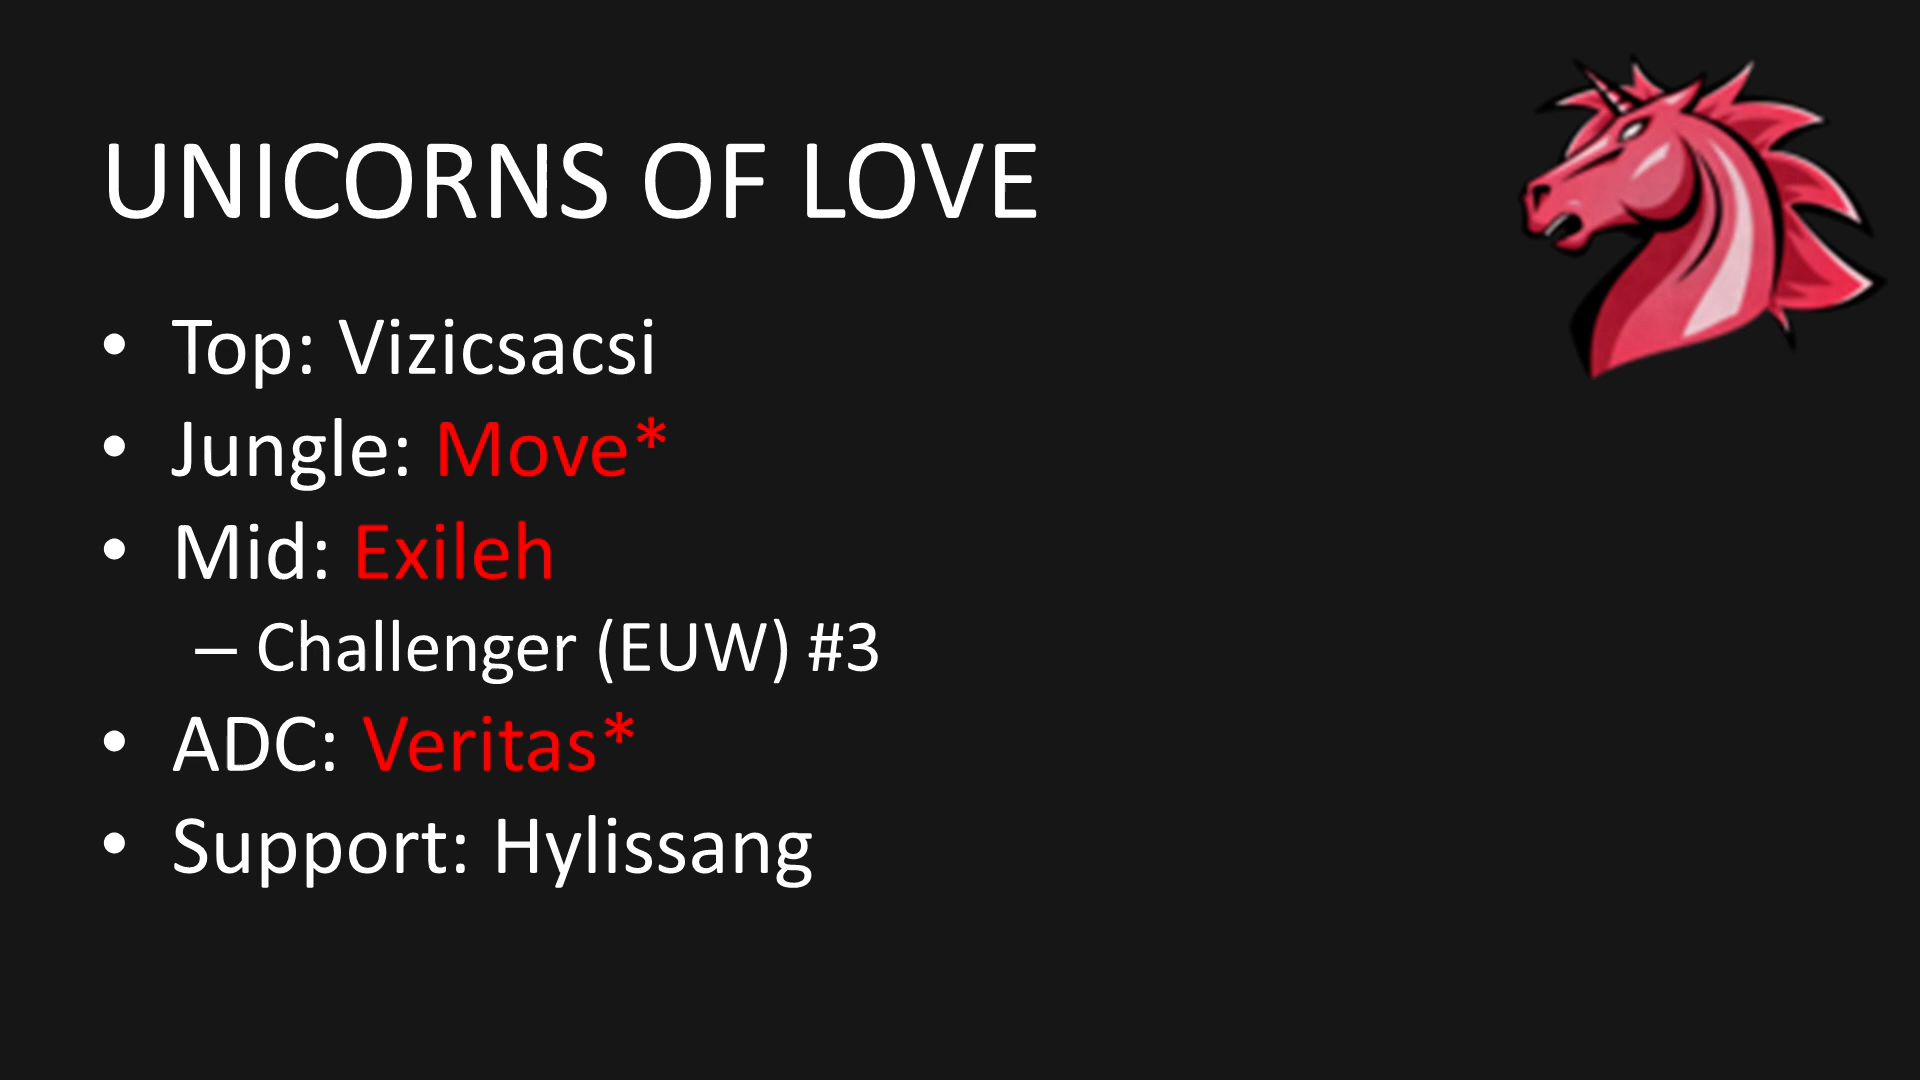 UNICORNS OF LOVE
• Top: Vizicsacsi
• Jungle: Move*
• Mid: Exileh
– Challenger (EUW) #3
• ADC: Veritas*
• Support: Hylissang